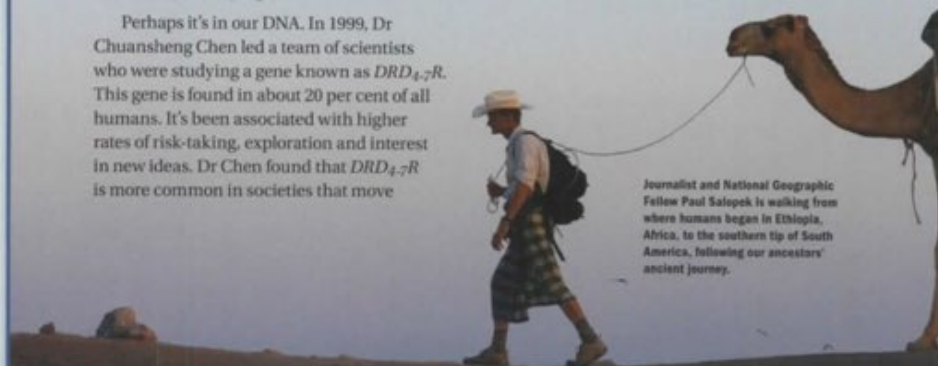 Perhaps it's in our DNA. In 1999, Dr
Chuansheng Chen led a team of scientists
who were studying a gene known as DRD4-7R.
This gene is found in about 20 per cent of all
humans. It's been associated with higher
rates of risk-taking, exploration and interest
in new ideas. Dr Chen found that DRD4-7R
is more common in societies that move
Journalist and National Geographic
Fellow Paul Salopek is walking from
where humans began in Ethiopia,
Africa, to the southern tip of South
America, following our ancestors'
ancient journey.